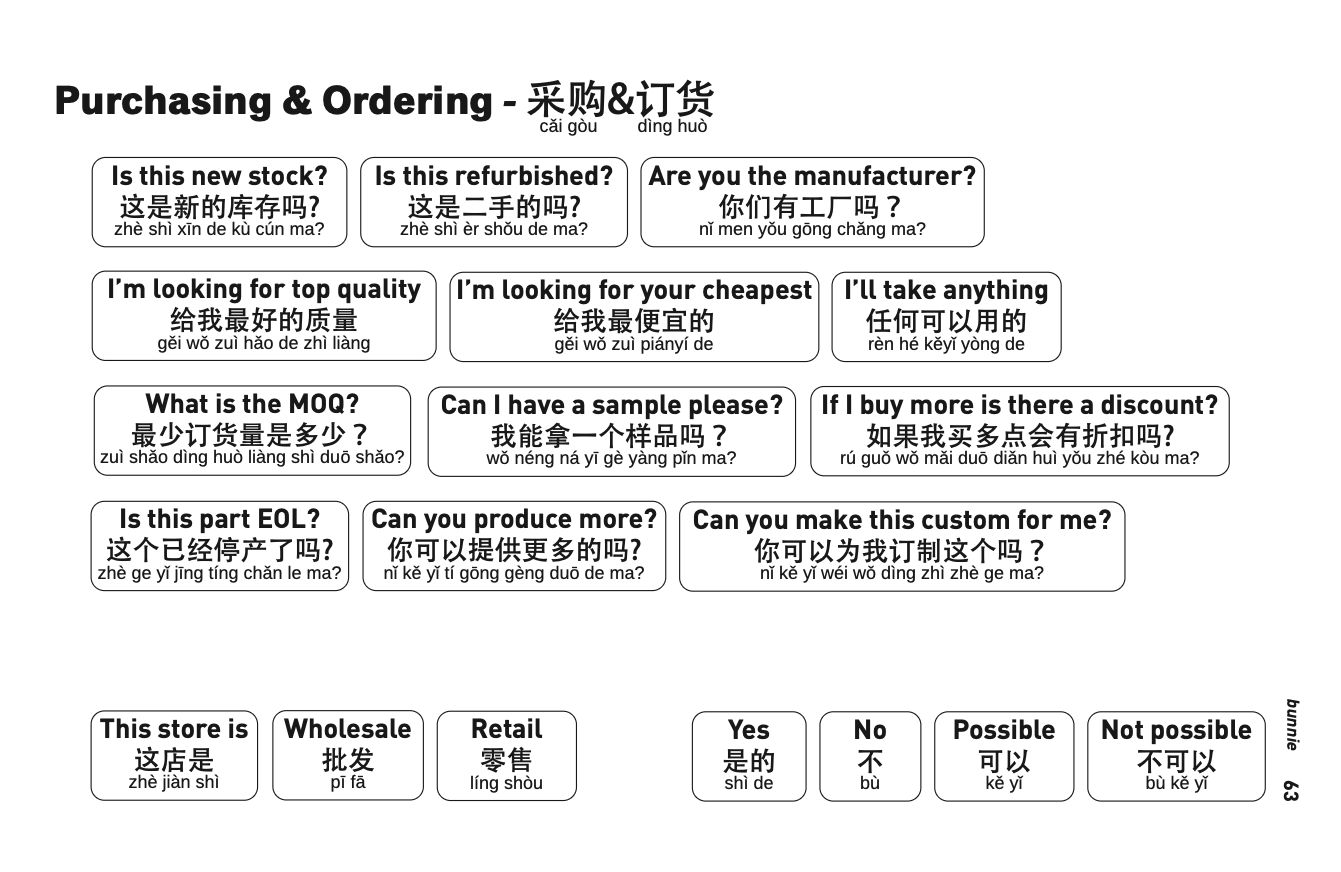 Purchasing & Ordering - 采购&订货
cǎi gòu dìng huò
Is this new stock?
这是新的库存吗?
zhè shì xīn de kù cún ma?
Is this refurbished?
这是二手的吗?
zhè shì èr shǒu de ma?
Are you the manufacturer?
你们有工厂吗？
nǐ men yǒu gōng chǎng ma?
I'm looking for top quality
给我最好的质量
gěi wǒ zuì hǎo de zhì liàng
I'm looking for your cheapest
给我最便宜的
gěi wǒ zuì piányí de
I'll take anything
任何可以用的
rèn hé kěyǐ yòng de
What is the MOQ?
最少订货量是多少？
zuì shǎo dìng huò liàng shì duō shǎo?
Can I have a sample please?
我能拿一个样品吗？
wǒ néng ná yī gè yàng pǐn ma?
If I buy more is there a discount?
如果我买多点会有折扣吗?
rú guǒ wǒ mǎi duō diǎn huì yǒu zhé kòu ma?
Is this part EOL?
这个已经停产了吗?
zhè ge yǐ jīng tíng chǎn le ma?
Can you produce more?
你可以提供更多的吗?
nǐ kě yǐ tí gōng gèng duō de ma?
Can you make this custom for me?
你可以为我订制这个吗？
nǐ kě yǐ wéi wǒ dìng zhì zhè ge ma?
This store is
这店是
zhè jiàn shì
Wholesale
批发
pī fā
Retail
零售
líng shòu
Yes
是的
shì de
No
不
bù
Possible
可以
kě yǐ
Not possible
不可以
bù kě yǐ
bunnie 63